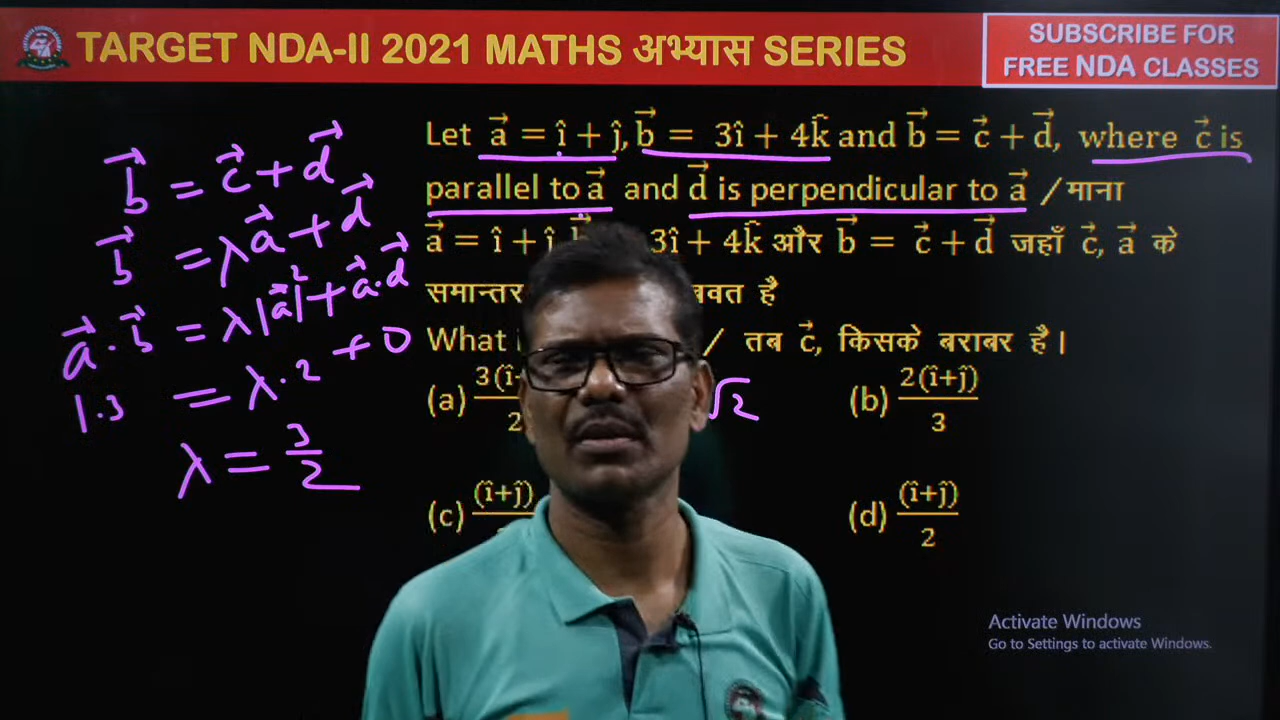 TARGET NDA-II 2021 MATHS अभ्यास SERIES
SUBSCRIBE FOR
FREE NDA CLASSES
Let a⃗ = î + ĵ, b⃗ = 3î + 4k̂ and b⃗ = c⃗ + d⃗, where c⃗ is
parallel to a⃗ and d⃗ is perpendicular to a⃗ / माना
a⃗ = î + ĵ, b⃗ 3î + 4k̂ और b⃗ = c⃗ + d⃗ जहाँ c⃗, a⃗ के
समान्तर है
What / तब c⃗, किसके बराबर है।
(a) 3(î 2
√2
(b) 2(î+ĵ)/3
(c) (î+ĵ)
(d) (î+ĵ)/2
b⃗ = c⃗ + d⃗
b⃗ = λa⃗ + d⃗
a⃗ . b⃗ = λ|a⃗|² + a⃗.d⃗
1.3 = λ.2 + 0
λ = 3/2
Activate Windows
Go to Settings to activate Windows.